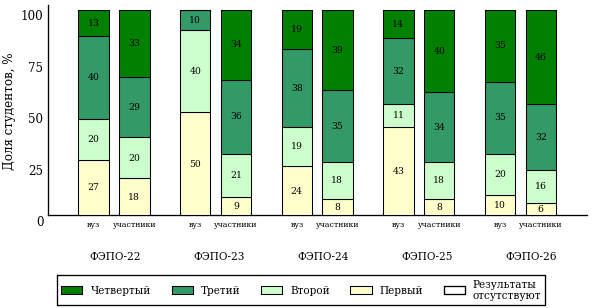 Доля студентов, %
100
75
50
25
0
13 33 10 34 19 39 14 40 35 46
40 29 40 36 38 35 32 34 35 32
20 20 50 21 19 18 11 18 20 16
27 18 9 24 8 43 8 10 6
вуз участники вуз участники вуз участники вуз участники вуз участники
ФЭПО-22 ФЭПО-23 ФЭПО-24 ФЭПО-25 ФЭПО-26
Четвертый Третий Второй Первый Результаты
отсутствуют